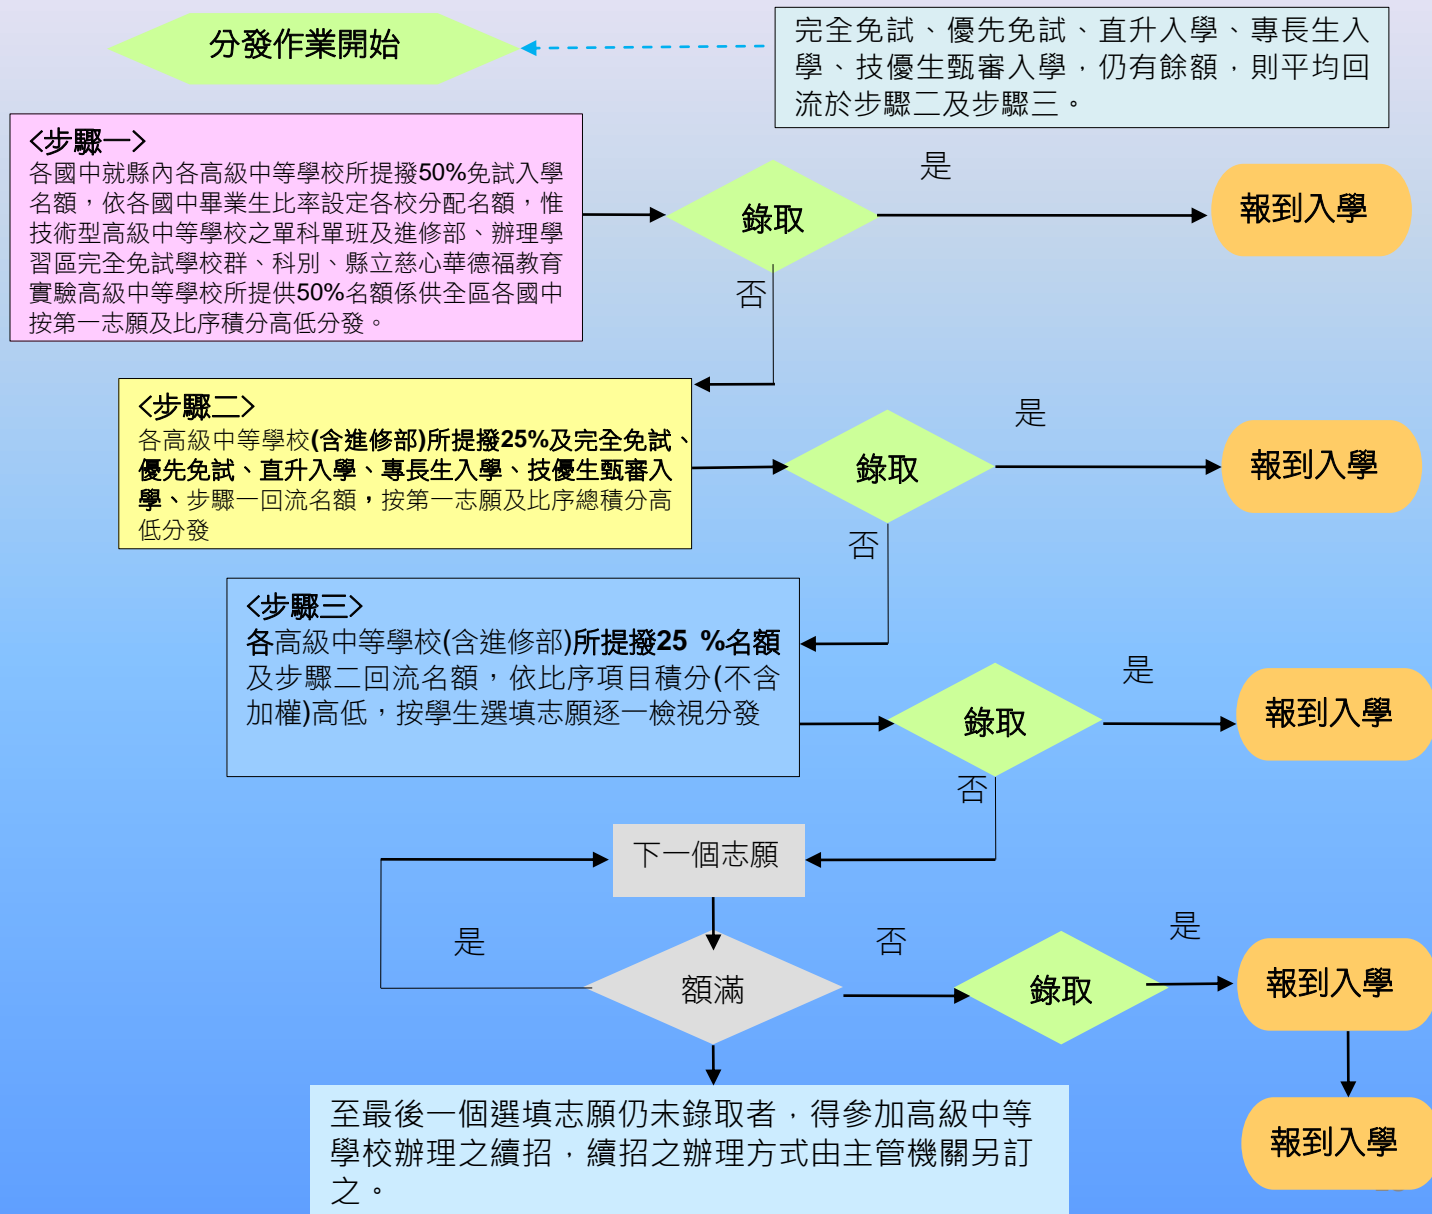 分發作業開始
完全免試、優先免試、直升入學、專長生入
學、技優生甄審入學，仍有餘額，則平均回
流於步驟二及步驟三。
<步驟一>
各國中就縣內各高級中等學校所提撥50%免試入學
名額，依各國中畢業生比率設定各校分配名額，惟
技術型高級中等學校之單科單班及進修部、辦理學
習區完全免試學校群、科別、縣立慈心華德福教育
實驗高級中等學校所提供50%名額係供全區各國中
按第一志願及比序積分高低分發。
錄取
是
報到入學
否
<步驟二>
各高級中等學校(含進修部)所提撥25%及完全免試、
優先免試、直升入學、專長生入學、技優生甄審入
學、步驟一回流名額，按第一志願及比序總積分高
低分發
錄取
是
報到入學
否
<步驟三>
各高級中等學校(含進修部)所提撥25 %名額
及步驟二回流名額，依比序項目積分(不含
加權)高低，按學生選填志願逐一檢視分發
錄取
是
報到入學
否
下一個志願
是
額滿
否
錄取
是
報到入學
報到入學
至最後一個選填志願仍未錄取者，得參加高級中等
學校辦理之續招，續招之辦理方式由主管機關另訂
之。